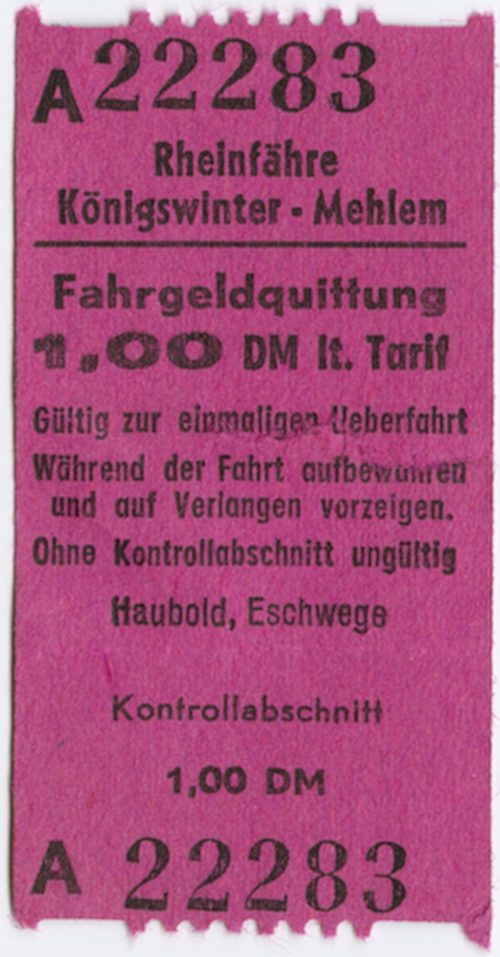 A 22283
Rheinfähre
Königswinter - Mehlem
Fahrgeldquittung
1,00 DM lt. Tarif
Gültig zur einmaligen Ueberfahrt
Während der Fahrt aufbewahren
und auf Verlangen vorzeigen.
Ohne Kontrollabschnitt ungültig
Haubold, Eschwege
Kontrollabschnitt
1,00 DM
A 22283